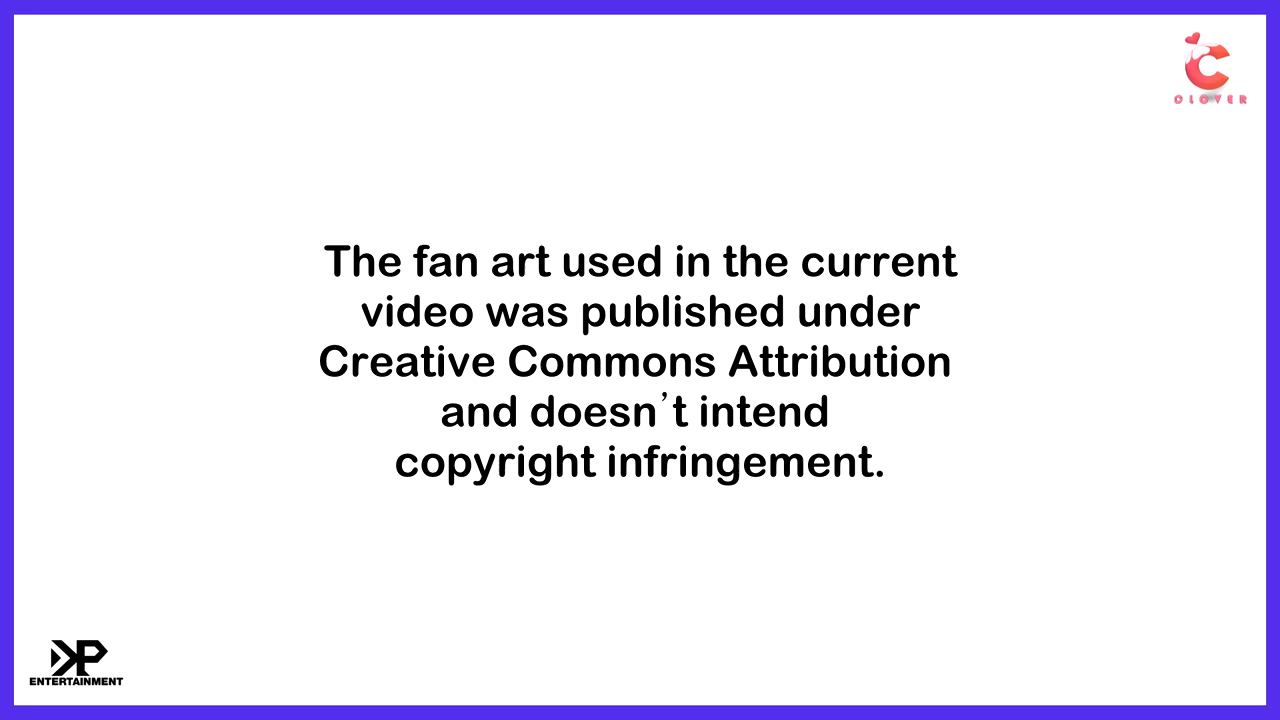 CLOVER
The fan art used in the current
video was published under
Creative Commons Attribution
and doesn't intend
copyright infringement.
KP
ENTERTAINMENT